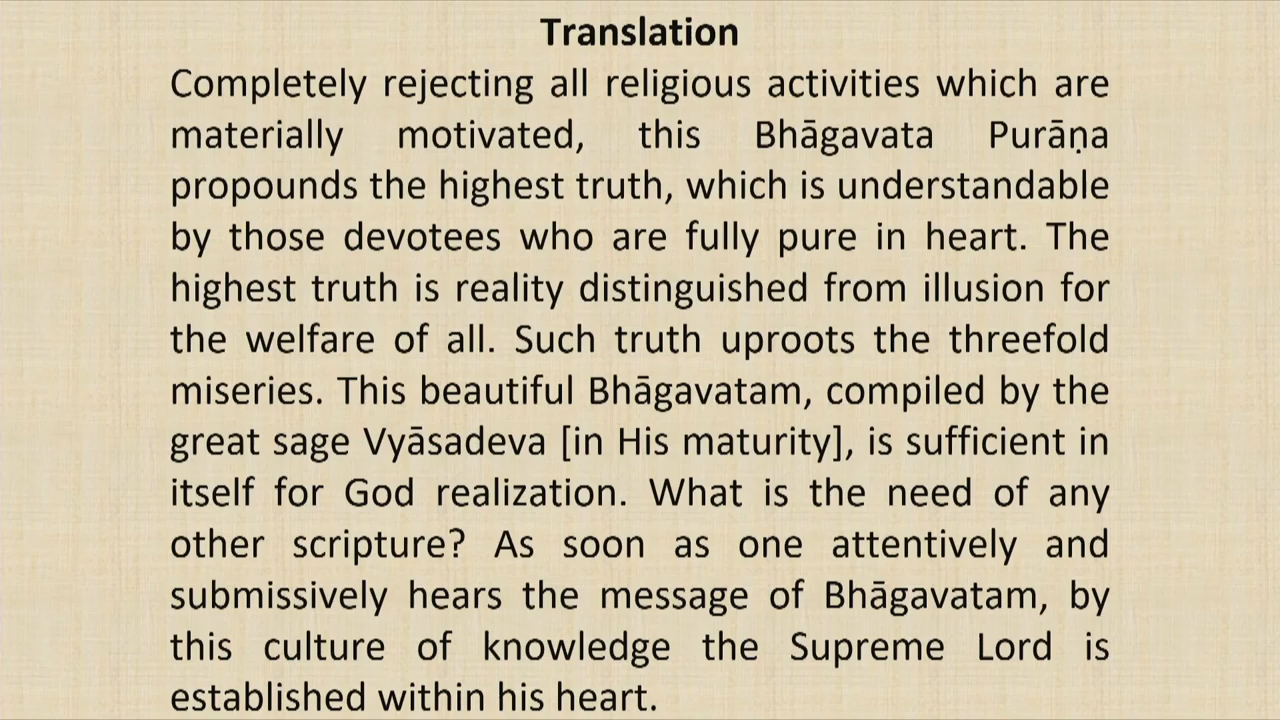 Translation
Completely rejecting all religious activities which are
materially motivated, this Bhāgavata Purāṇa
propounds the highest truth, which is understandable
by those devotees who are fully pure in heart. The
highest truth is reality distinguished from illusion for
the welfare of all. Such truth uproots the threefold
miseries. This beautiful Bhāgavatam, compiled by the
great sage Vyāsadeva [in His maturity], is sufficient in
itself for God realization. What is the need of any
other scripture? As soon as one attentively and
submissively hears the message of Bhāgavatam, by
this culture of knowledge the Supreme Lord is
established within his heart.